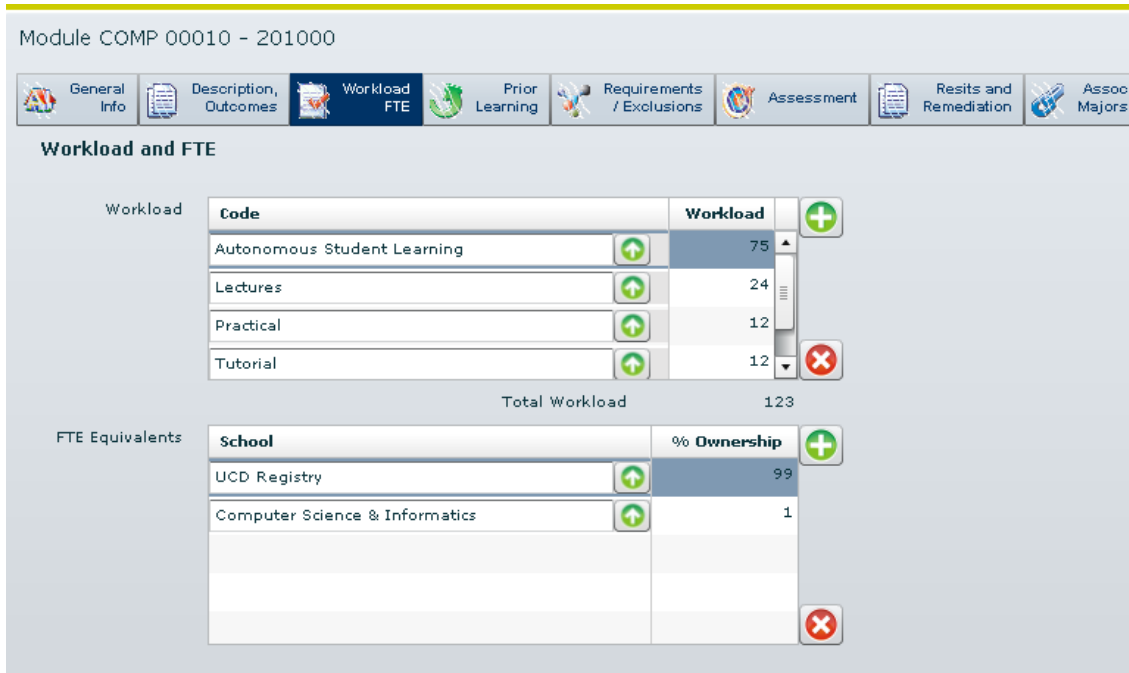 Module COMP 00010 - 201000
General Info
Description, Outcomes
Workload FTE
Prior Learning
Requirements / Exclusions
Assessment
Resits and Remediation
Assoc Majors
Workload and FTE
Workload
Code Workload
Autonomous Student Learning 75
Lectures 24
Practical 12
Tutorial 12
Total Workload 123
FTE Equivalents
School % Ownership
UCD Registry 99
Computer Science & Informatics 1